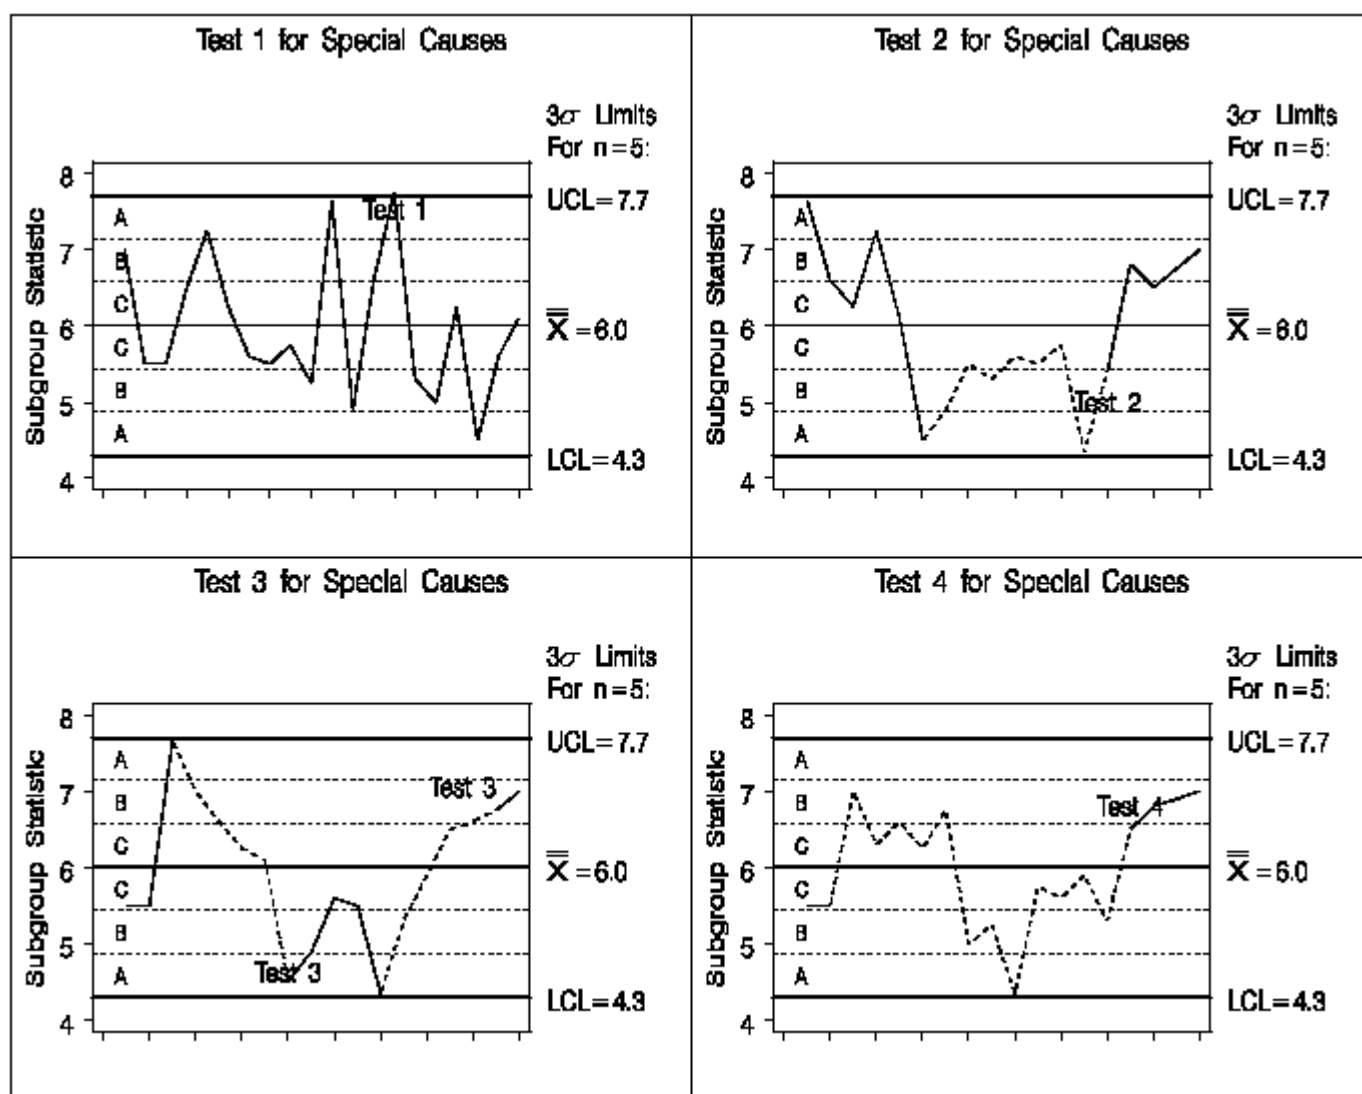 Test 1 for Special Causes
3σ Limits
For n=5:
8
7
6
5
4
Subgroup Statistic
A
B
C
C
B
A
Test 1
UCL=7.7
X̿=6.0
LCL=4.3
Test 2 for Special Causes
3σ Limits
For n=5:
8
7
6
5
4
Subgroup Statistic
A
B
C
C
B
A
Test 2
UCL=7.7
X̿=6.0
LCL=4.3
Test 3 for Special Causes
3σ Limits
For n=5:
8
7
6
5
4
Subgroup Statistic
A
B
C
C
B
A
Test 3
Test 3
UCL=7.7
X̿=6.0
LCL=4.3
Test 4 for Special Causes
3σ Limits
For n=5:
8
7
6
5
4
Subgroup Statistic
A
B
C
C
B
A
Test 4
UCL=7.7
X̿=6.0
LCL=4.3